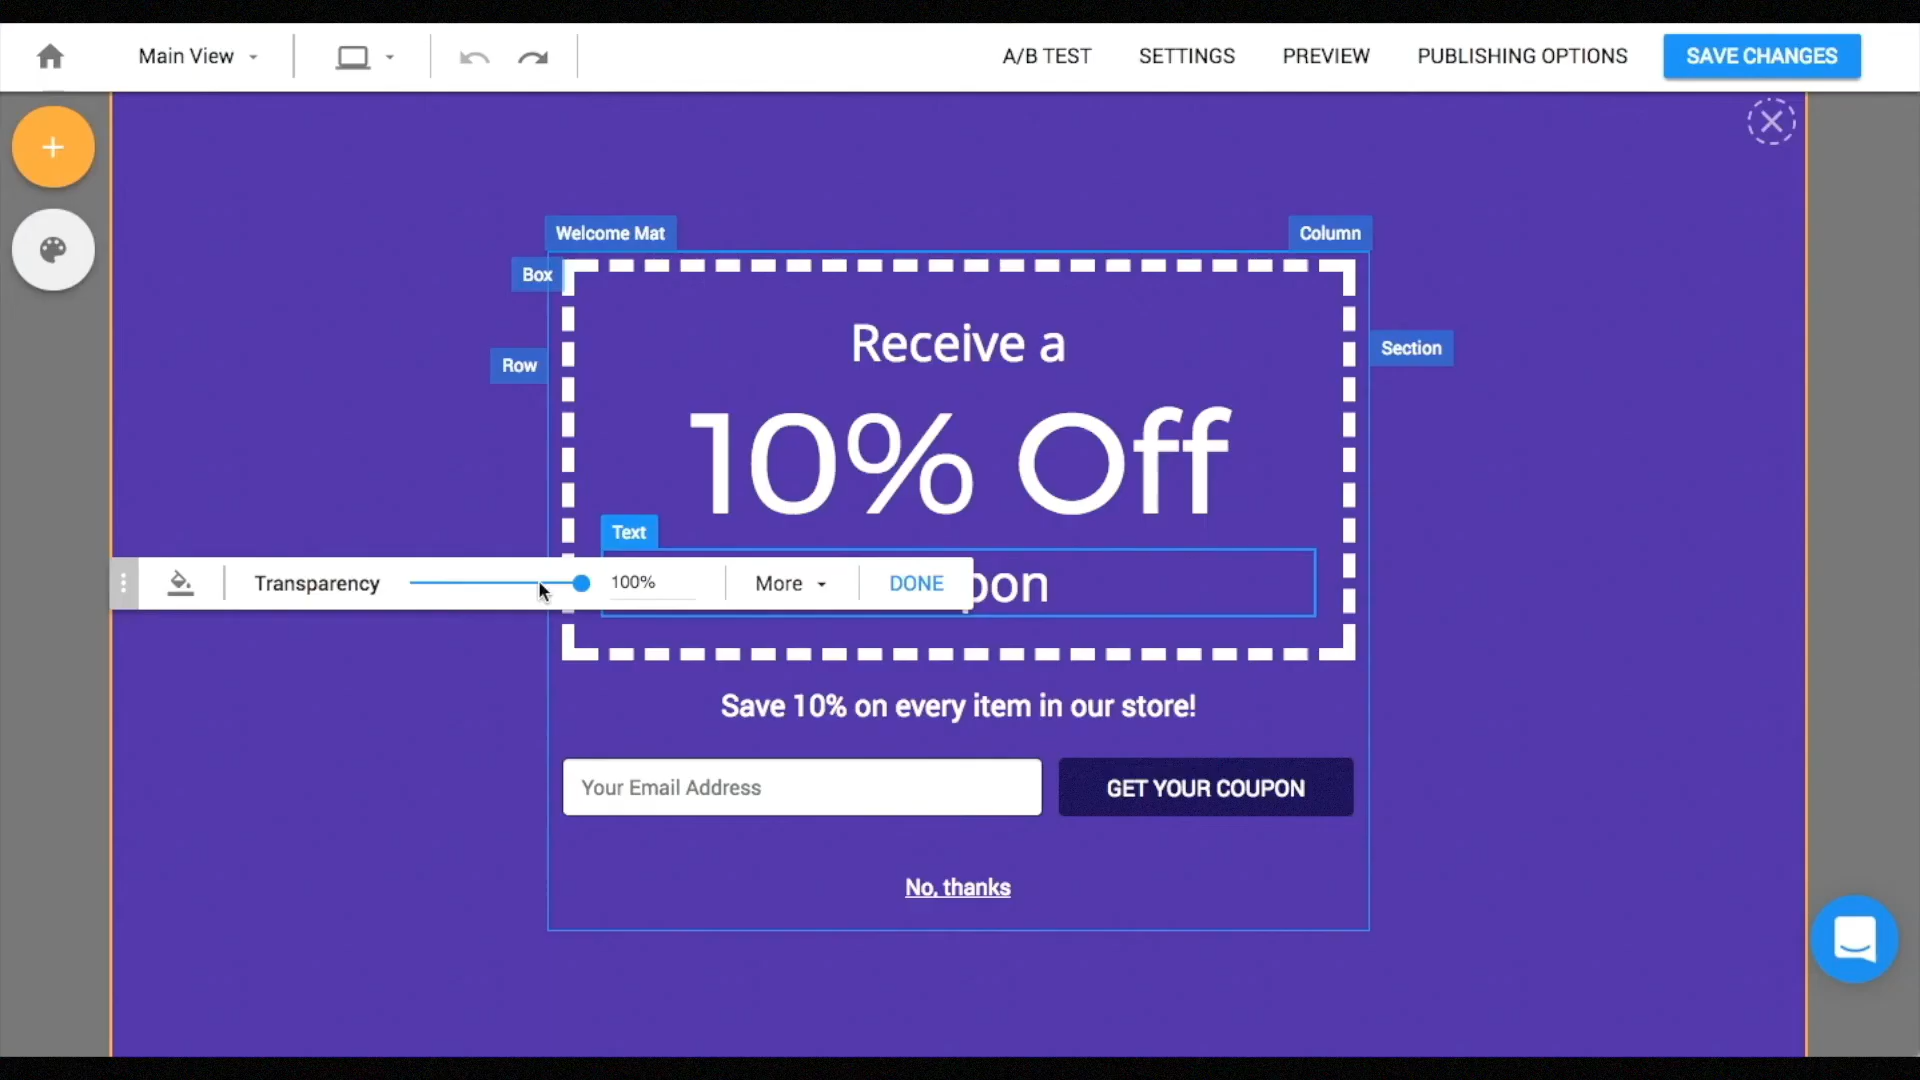 Main View
A/B TEST
SETTINGS
PREVIEW
PUBLISHING OPTIONS
SAVE CHANGES
Welcome Mat
Column
Box
Receive a
Row
Section
10% Off
Text
Transparency
100%
More
DONE
pon
Save 10% on every item in our store!
Your Email Address
GET YOUR COUPON
No, thanks